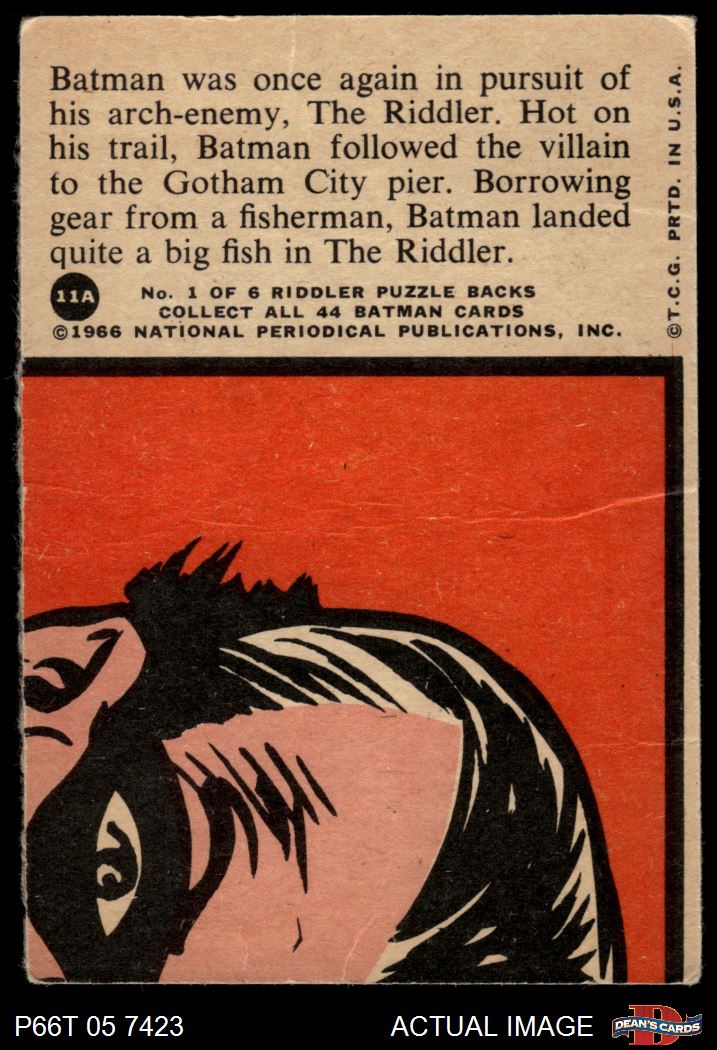 Batman was once again in pursuit of
his arch-enemy, The Riddler. Hot on
his trail, Batman followed the villain
to the Gotham City pier. Borrowing
gear from a fisherman, Batman landed
quite a big fish in The Riddler.
11A
No. 1 OF 6 RIDDLER PUZZLE BACKS
COLLECT ALL 44 BATMAN CARDS
©1966 NATIONAL PERIODICAL PUBLICATIONS, INC.
©T.C.G. PRTD. IN U.S.A.
P66T 05 7423
ACTUAL IMAGE
D
DEAN'S CARDS